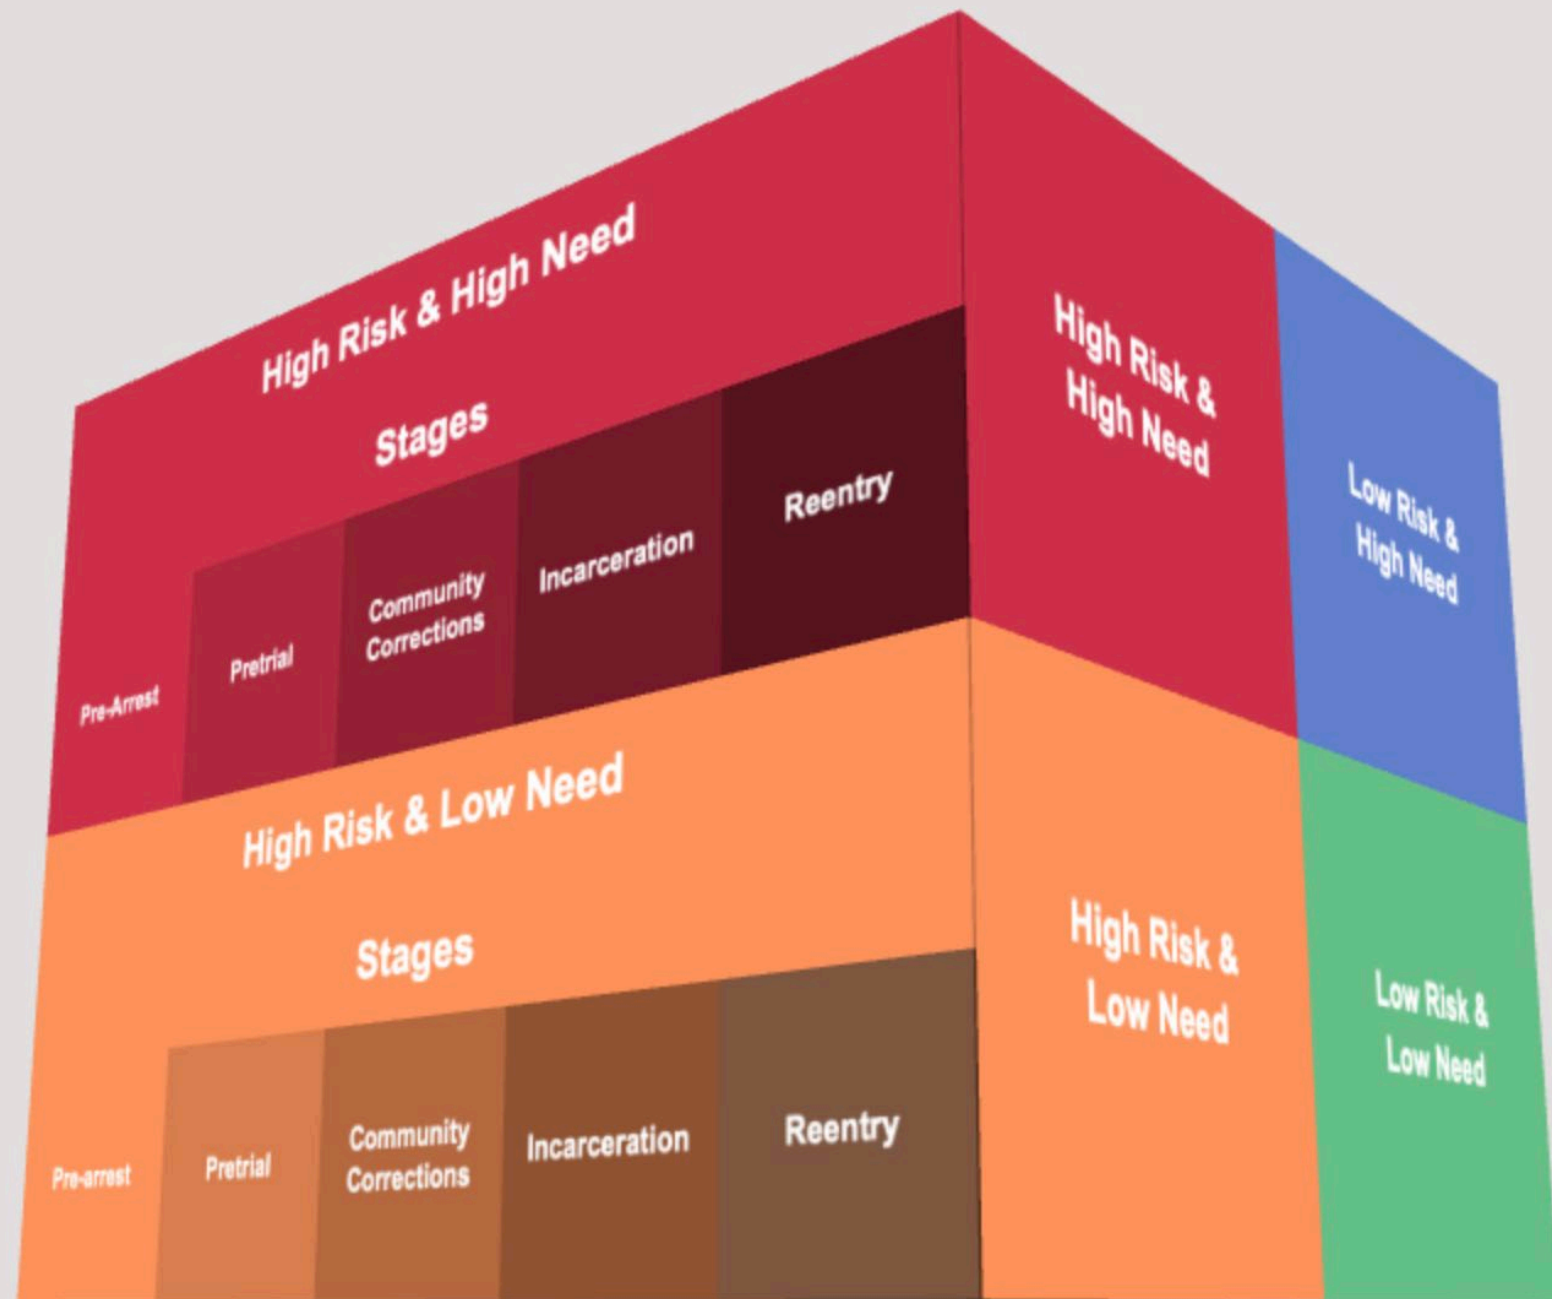 High Risk & High Need
Stages
Pre-Arrest
Pretrial
Community
Corrections
Incarceration
Reentry
High Risk & Low Need
Stages
Pre-arrest
Pretrial
Community
Corrections
Incarceration
Reentry
High Risk &
High Need
Low Risk &
High Need
High Risk &
Low Need
Low Risk &
Low Need